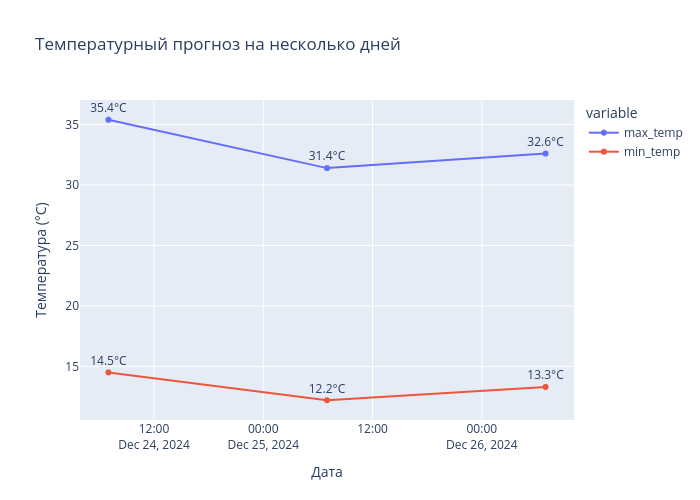 Температурный прогноз на несколько дней
35.4°C
31.4°C
32.6°C
14.5°C
12.2°C
13.3°C
35
30
25
20
15
Температура (°C)
12:00
Dec 24, 2024
00:00
Dec 25, 2024
12:00
00:00
Dec 26, 2024
Дата
variable
max_temp
min_temp